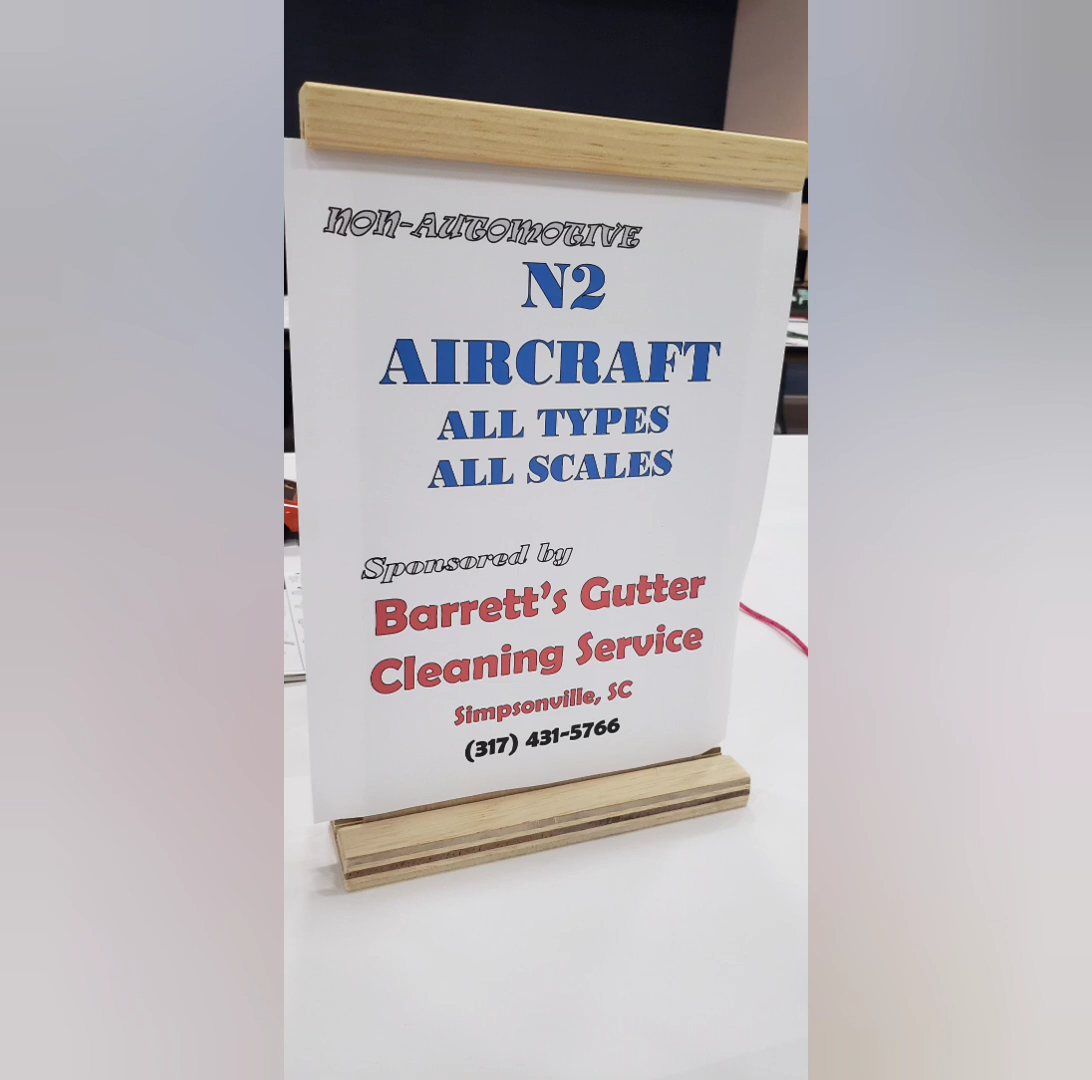 NON-AUTOMOTIVE
N2
AIRCRAFT
ALL TYPES
ALL SCALES
Sponsored by
Barrett's Gutter
Cleaning Service
Simpsonville, SC
(317) 431-5766